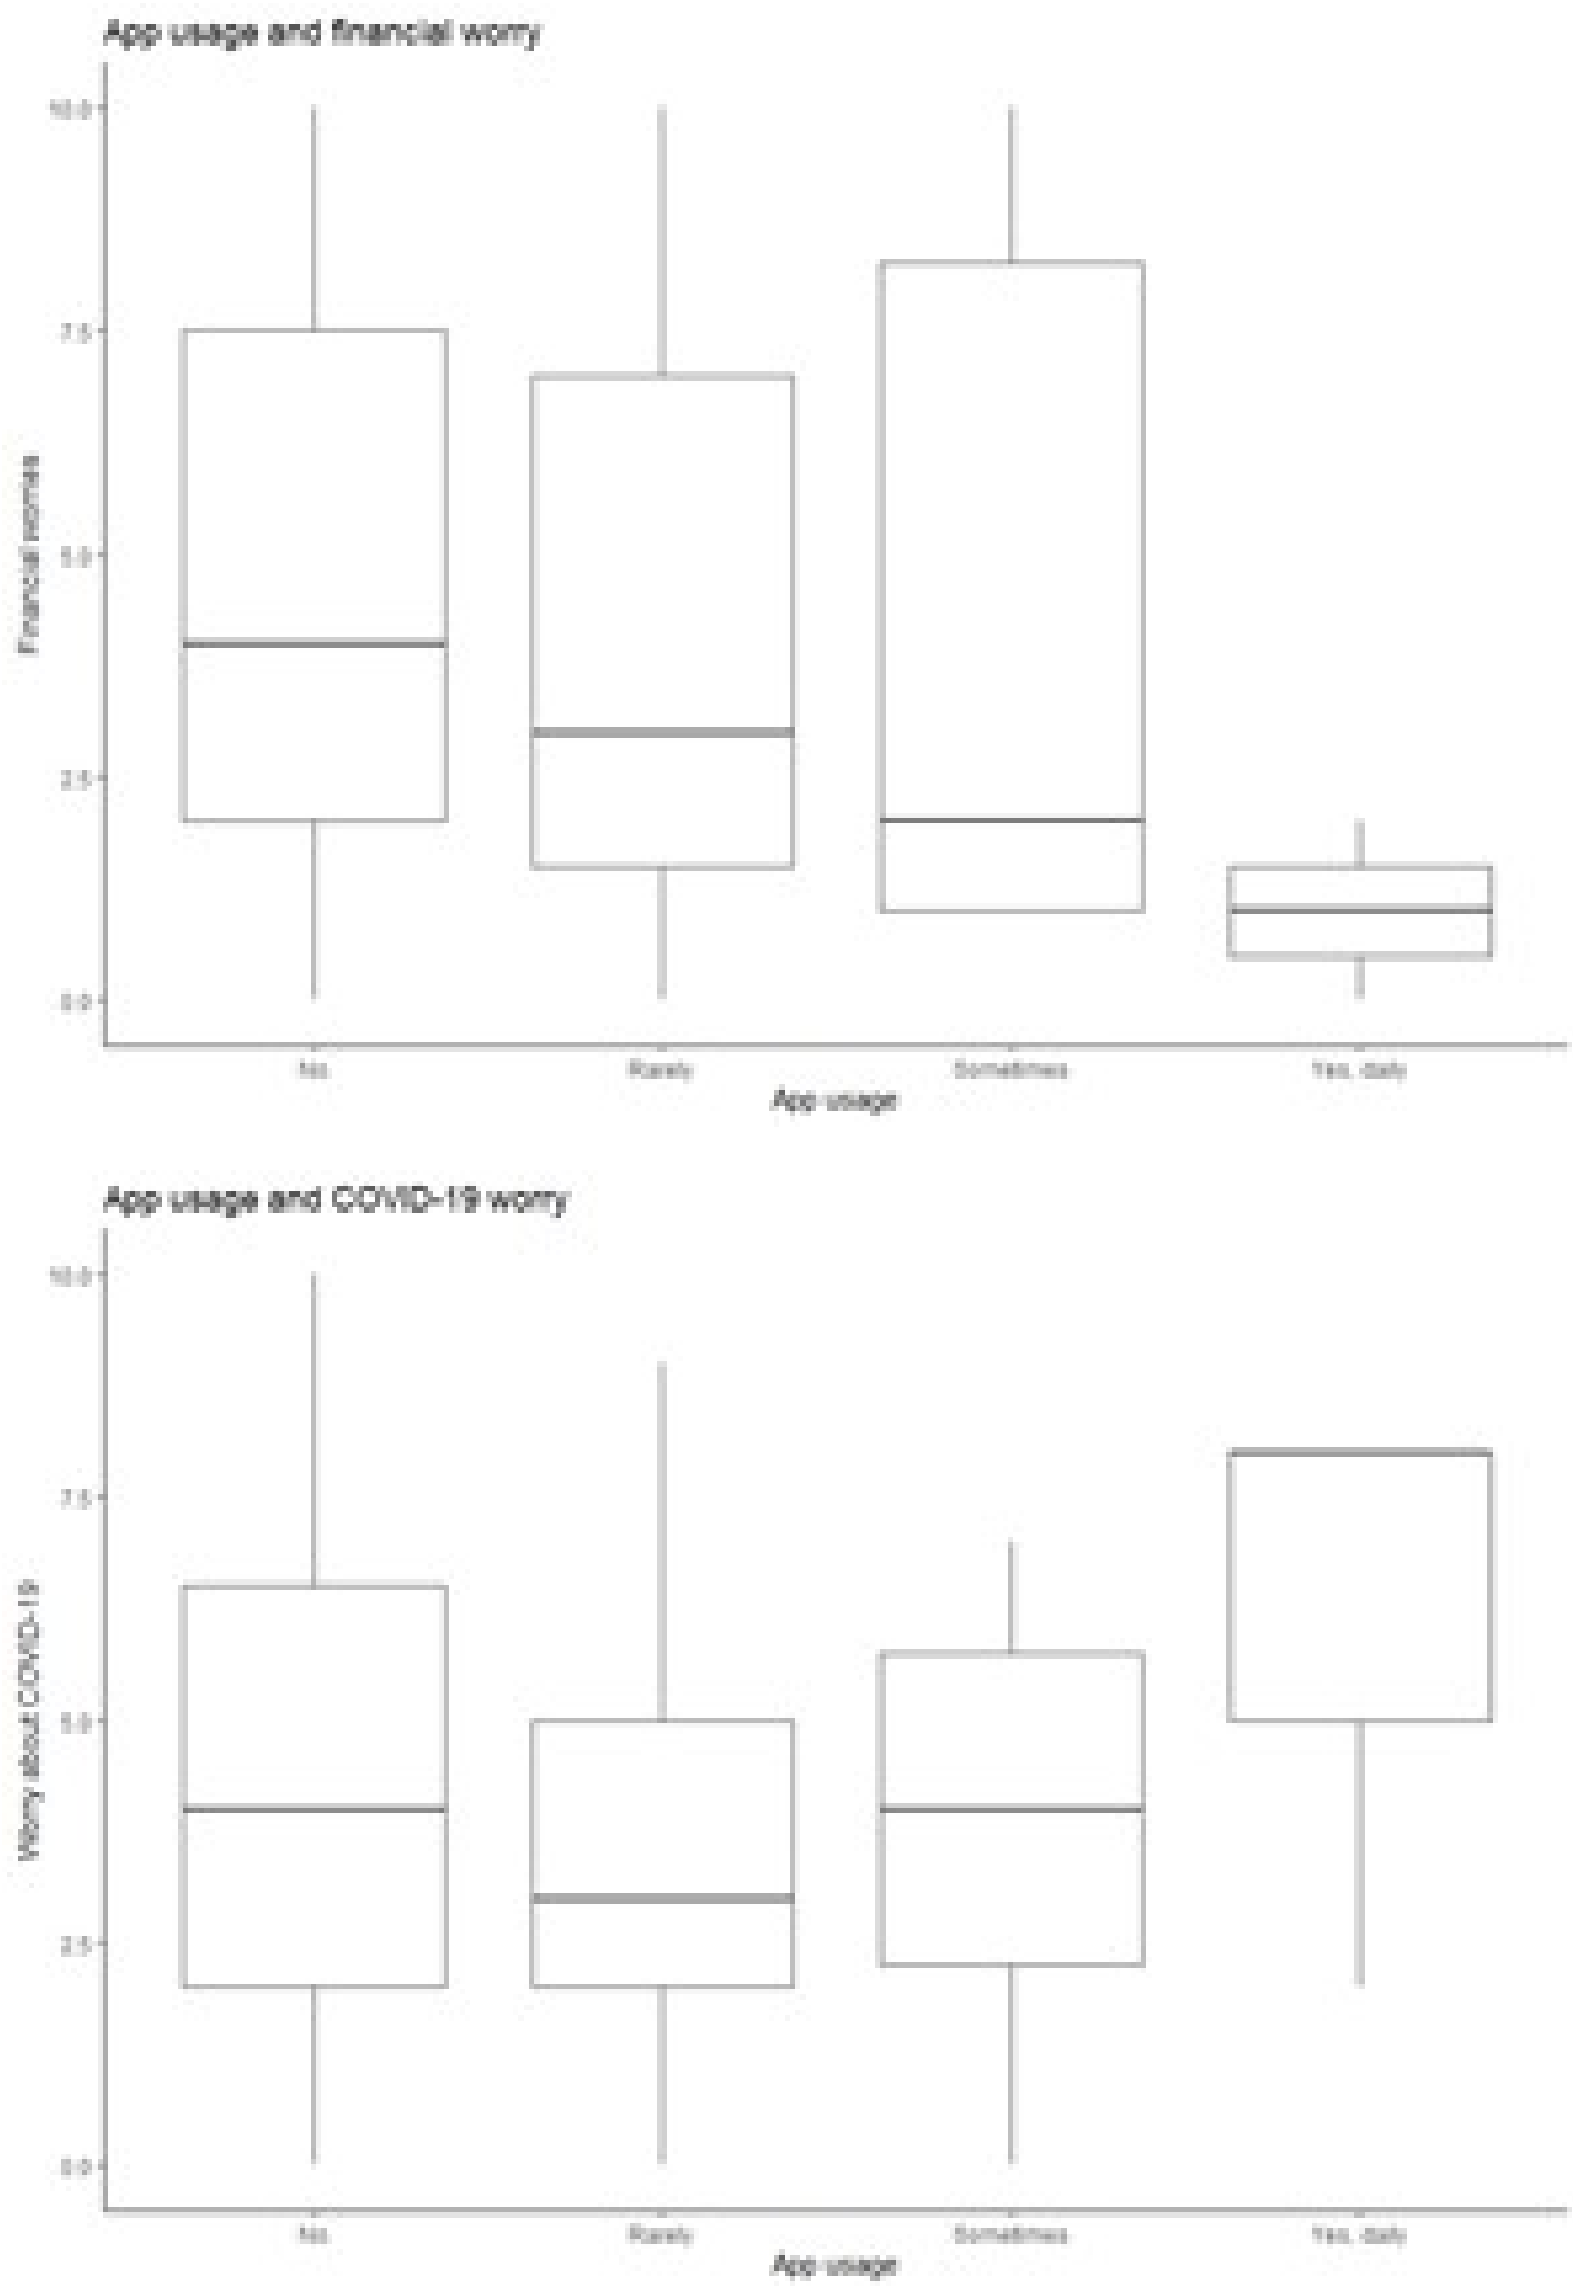 App usage and financial worry
10.0
7.5
5.0
2.5
0.0
Financial worries
No
Rarely
Sometimes
Yes, daily
App usage
App usage and COVID-19 worry
10.0
7.5
5.0
2.5
0.0
Worry about COVID-19
No
Rarely
Sometimes
Yes, daily
App usage